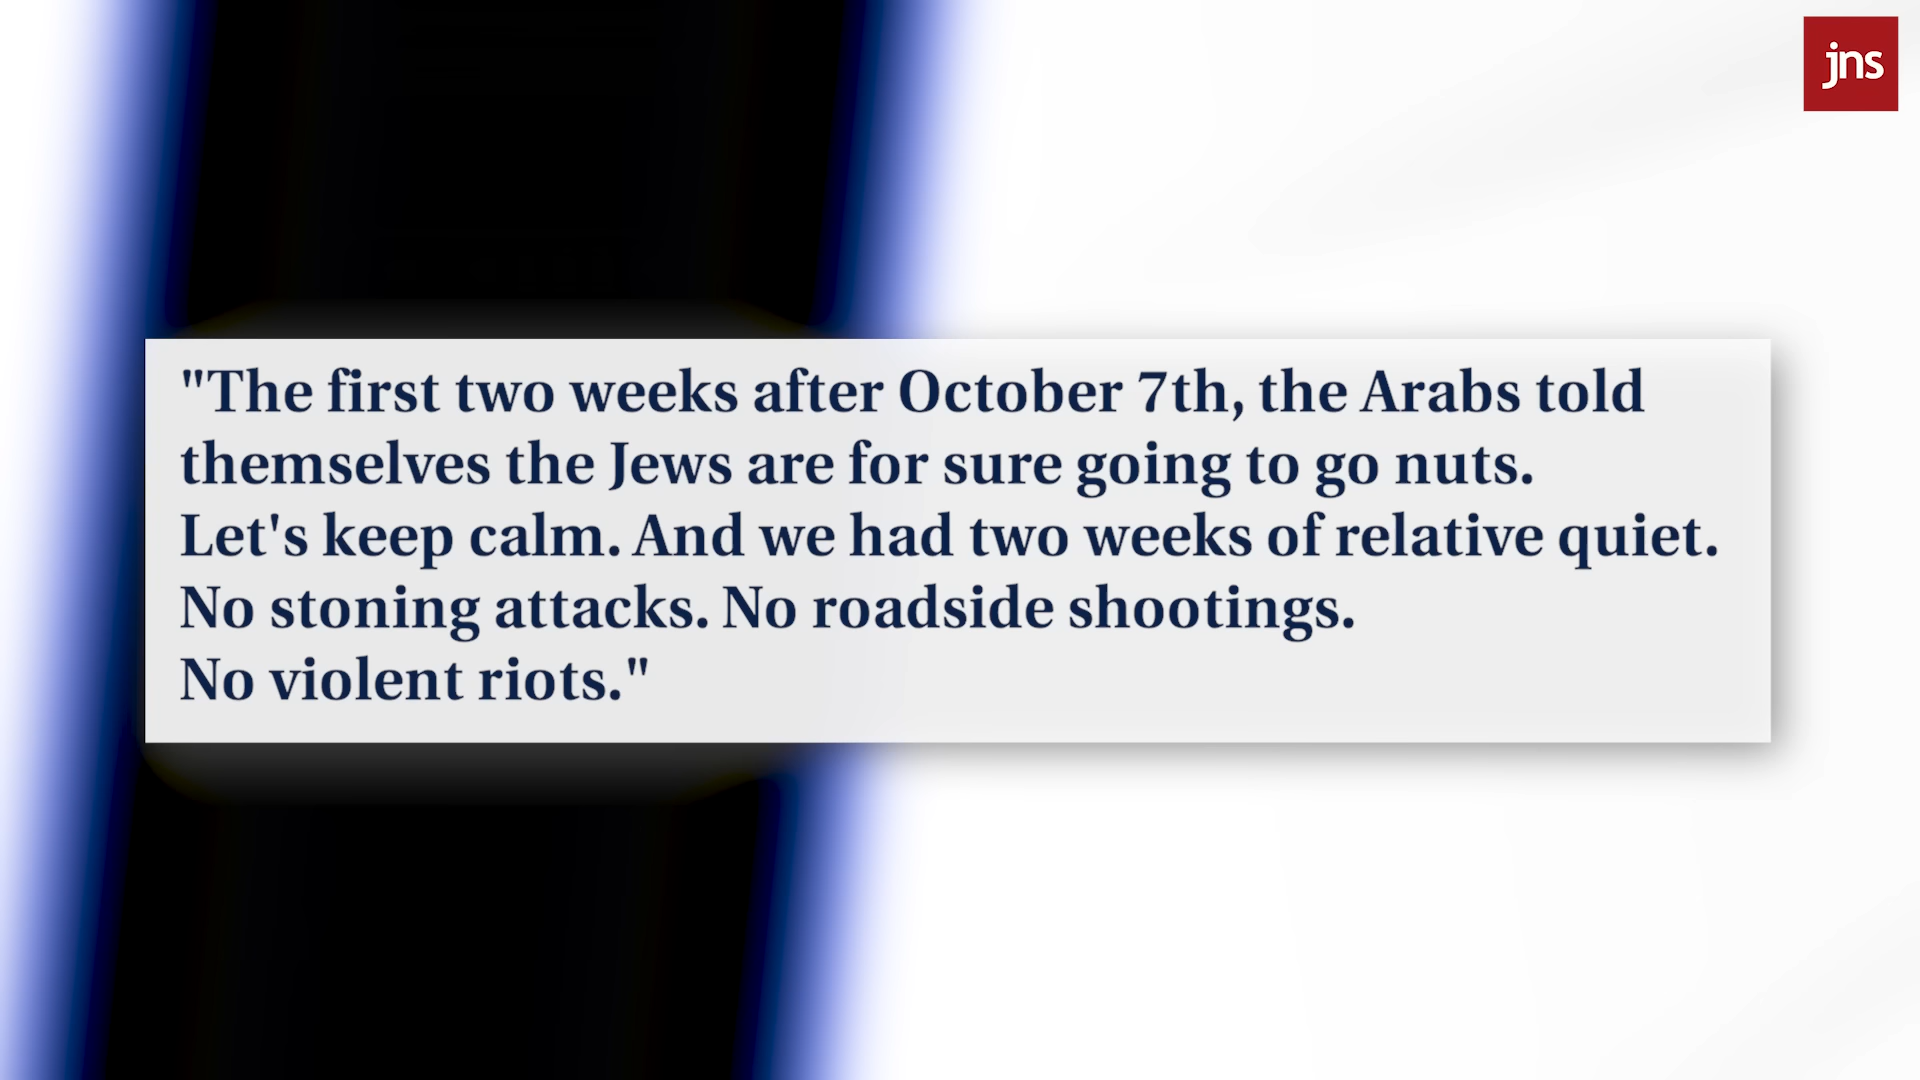 jns
"The first two weeks after October 7th, the Arabs told
themselves the Jews are for sure going to go nuts.
Let's keep calm. And we had two weeks of relative quiet.
No stoning attacks. No roadside shootings.
No violent riots."